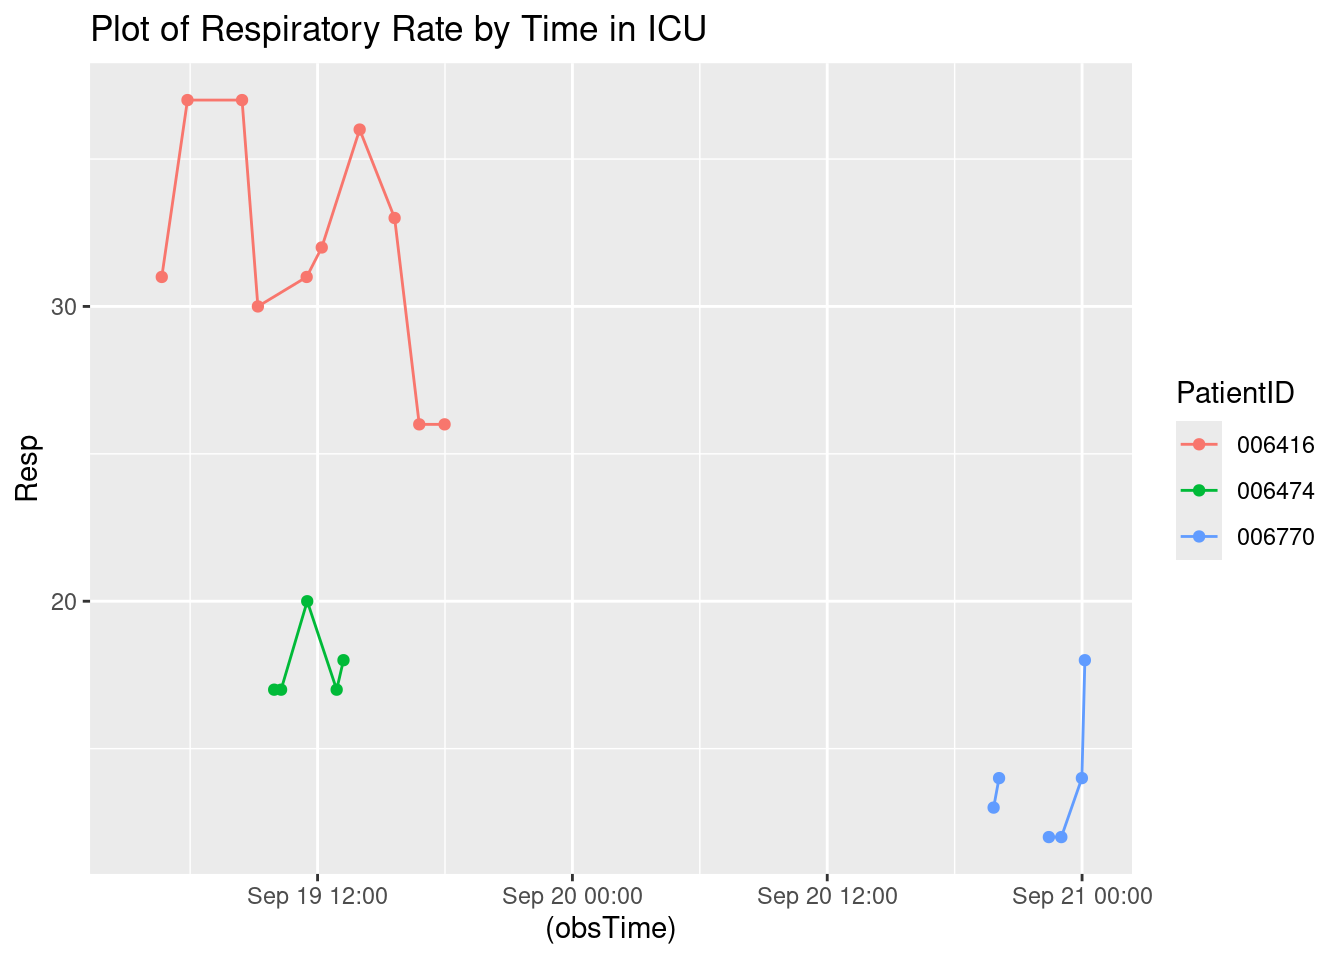 Plot of Respiratory Rate by Time in ICU
30
20
Resp
Sep 19 12:00
Sep 20 00:00
Sep 20 12:00
Sep 21 00:00
(obsTime)
PatientID
006416
006474
006770